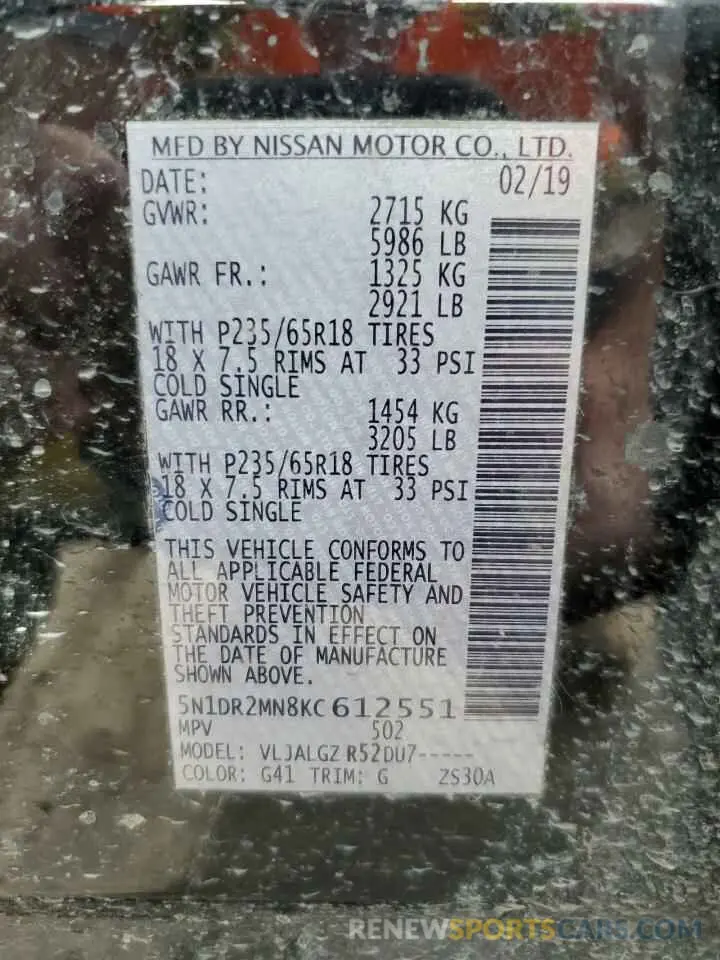 MFD BY NISSAN MOTOR CO., LTD.
DATE: 02/19
GVWR: 2715 KG
5986 LB
GAWR FR.: 1325 KG
2921 LB
WITH P235/65R18 TIRES
18 X 7.5 RIMS AT 33 PSI
COLD SINGLE
GAWR RR.: 1454 KG
3205 LB
WITH P235/65R18 TIRES
18 X 7.5 RIMS AT 33 PSI
COLD SINGLE
THIS VEHICLE CONFORMS TO
ALL APPLICABLE FEDERAL
MOTOR VEHICLE SAFETY AND
THEFT PREVENTION
STANDARDS IN EFFECT ON
THE DATE OF MANUFACTURE
SHOWN ABOVE.
5N1DR2MN8KC612551
MPV 502
MODEL: VLJALGZ R52DU7-----
COLOR: G41 TRIM: G ZS30A
RENEWSPORTSCARS.COM